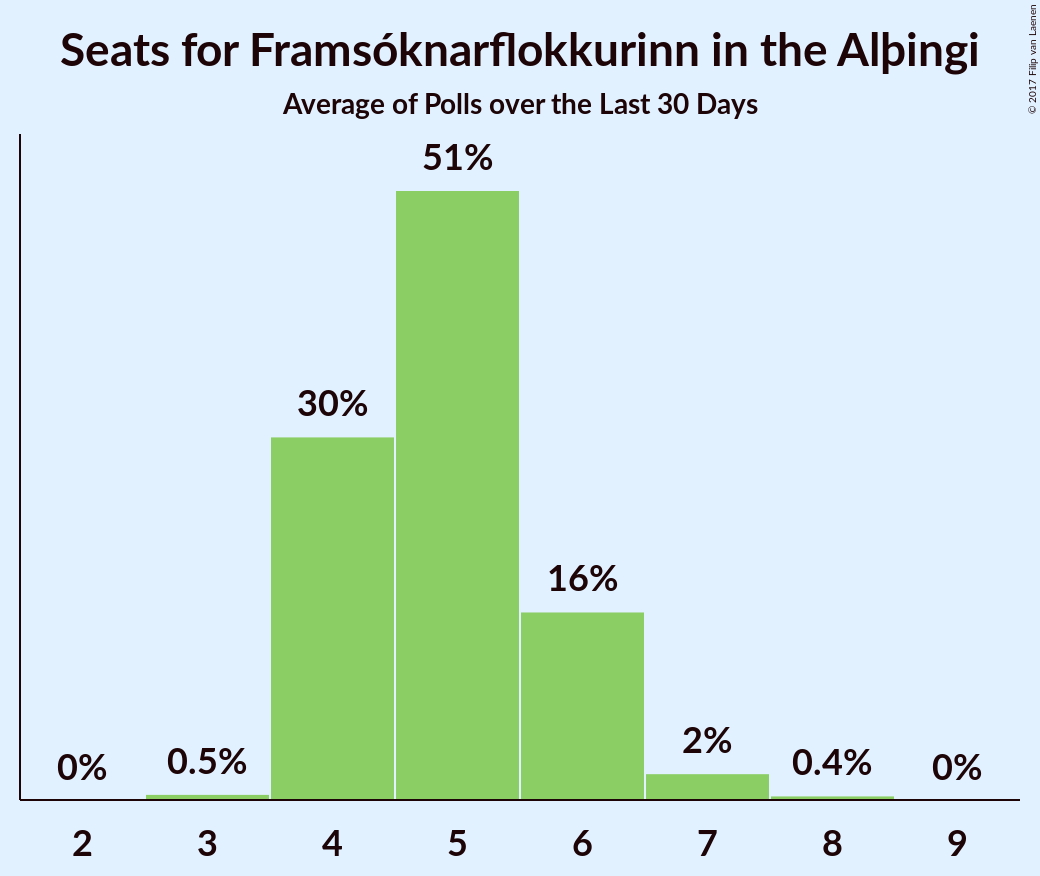 Seats for Framsóknarflokkurinn in the Alþingi
Average of Polls over the Last 30 Days
© 2017 Filip van Laenen
51%
30%
16%
2%
0.5%
0.4%
0%
0%
2 3 4 5 6 7 8 9